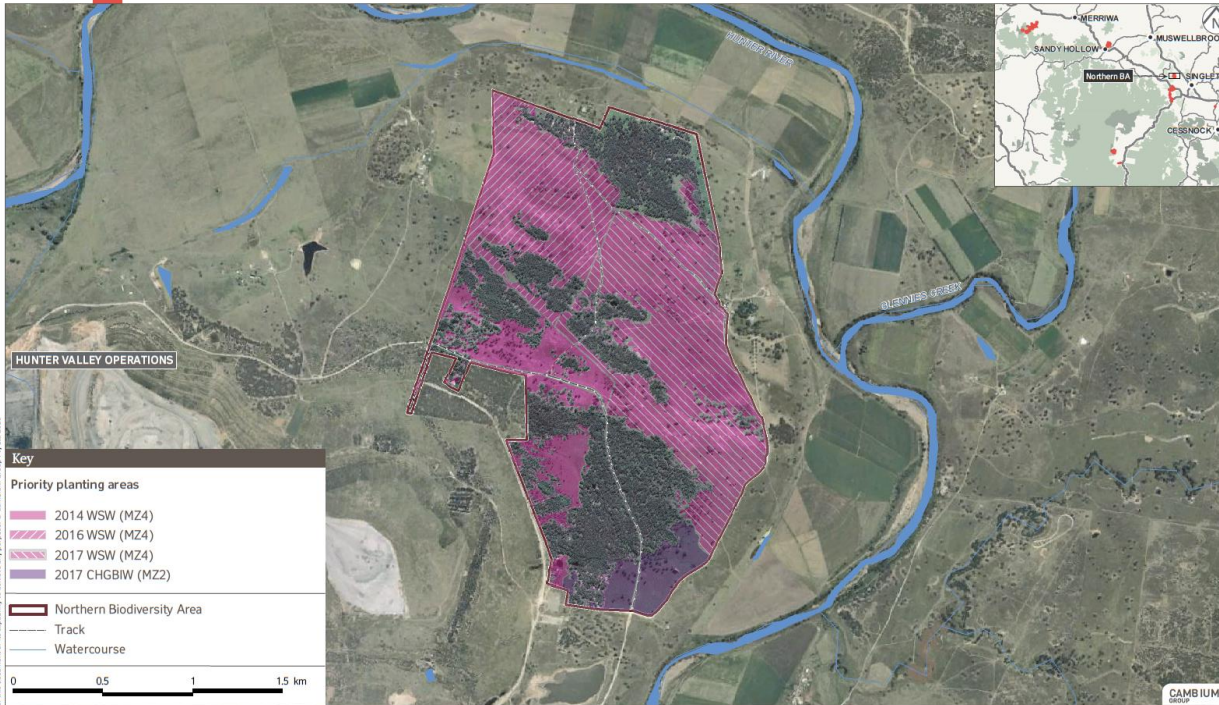 HUNTER RIVER
MERRIWA
MUSWELLBROO
SANDY HOLLOW
Northern BA
SINGLET
CESSNOCK
N
GLENNIES CREEK
HUNTER VALLEY OPERATIONS
Key
Priority planting areas
2014 WSW (MZ4)
2016 WSW (MZ4)
2017 WSW (MZ4)
2017 CHGBIW (MZ2)
Northern Biodiversity Area
Track
Watercourse
0 0.5 1 1.5 km
CAMBIUM
GROUP